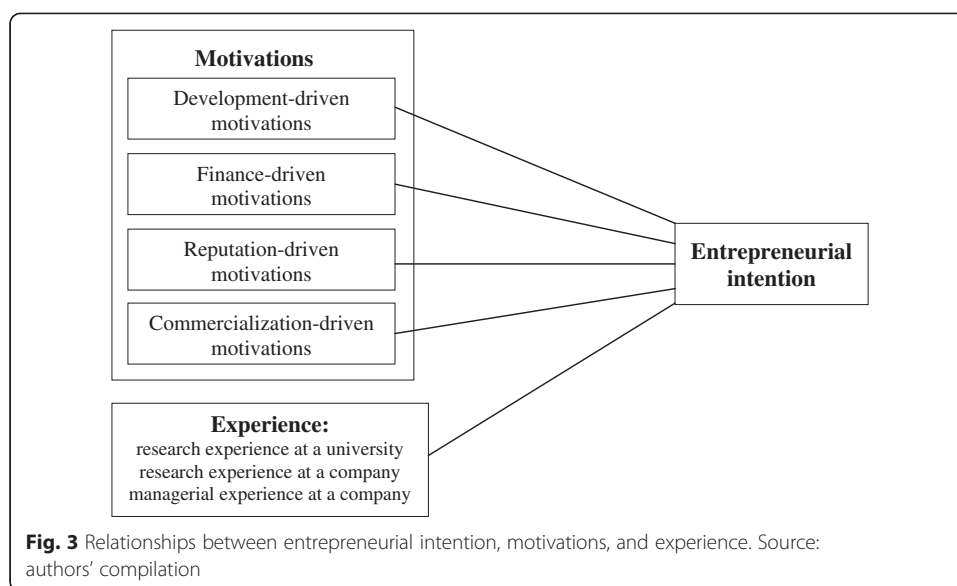 Motivations
Development-driven
motivations
Finance-driven
motivations
Reputation-driven
motivations
Commercialization-driven
motivations
Entrepreneurial
intention
Experience:
research experience at a university
research experience at a company
managerial experience at a company
Fig. 3 Relationships between entrepreneurial intention, motivations, and experience. Source:
authors’ compilation